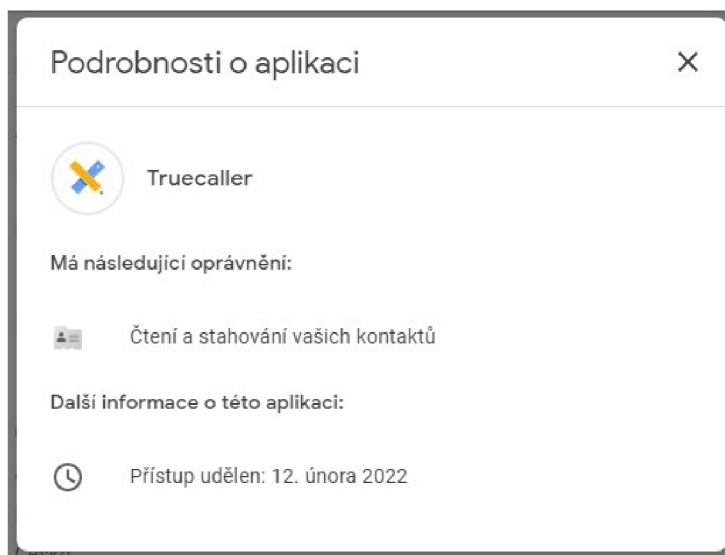 Podrobnosti o aplikaci
Truecaller
Má následující oprávnění:
Čtení a stahování vašich kontaktů
Další informace o této aplikaci:
Přístup udělen: 12. února 2022